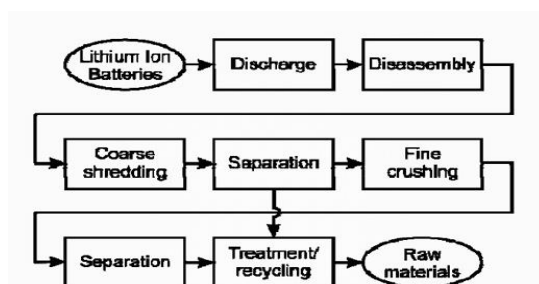 Lithium Ion
Batteries
Discharge
Disassembly
Coarse
shredding
Separation
Fine
crushing
Separation
Treatment/
recycling
Raw
materials